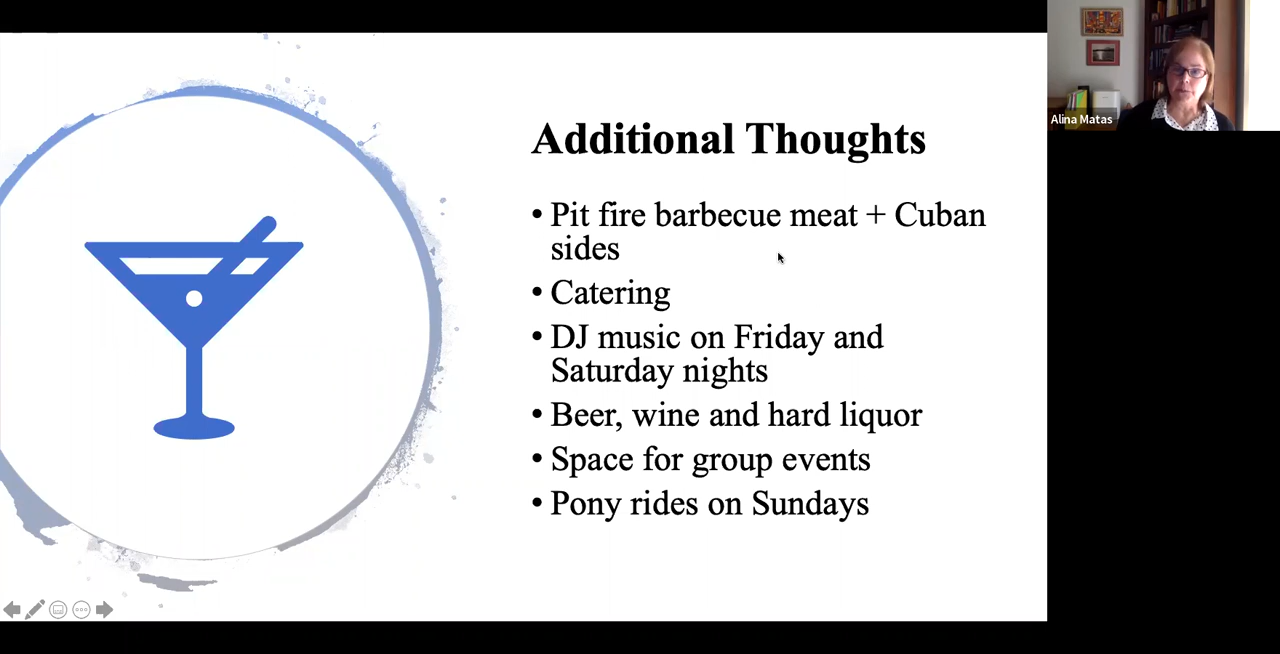 Additional Thoughts
• Pit fire barbecue meat + Cuban
sides
• Catering
• DJ music on Friday and
Saturday nights
• Beer, wine and hard liquor
• Space for group events
• Pony rides on Sundays
Alina Matas